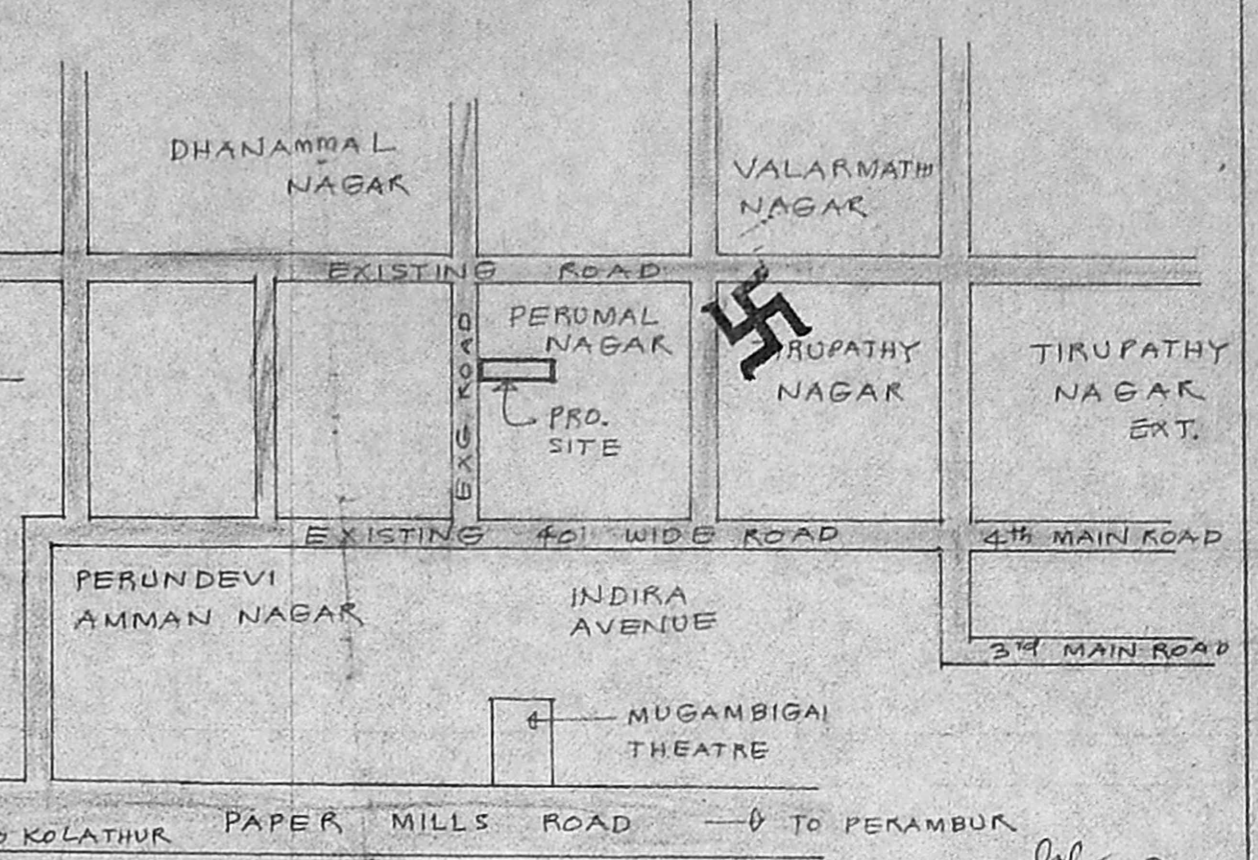 DHANAMMAL
NAGAR
VALARMATHI
NAGAR
EXISTING ROAD
PERUMAL
NAGAR
EXG ROAD
PRO.
SITE
RUPATHY
NAGAR
TIRUPATHY
NAGAR
EXT.
EXISTING 40' WIDE ROAD
4th MAIN ROAD
PERUNDEVI
AMMAN NAGAR
INDIRA
AVENUE
3rd MAIN ROAD
MUGAMBIGAI
THEATRE
KOLATHUR
PAPER MILLS ROAD
TO PERAMBUR